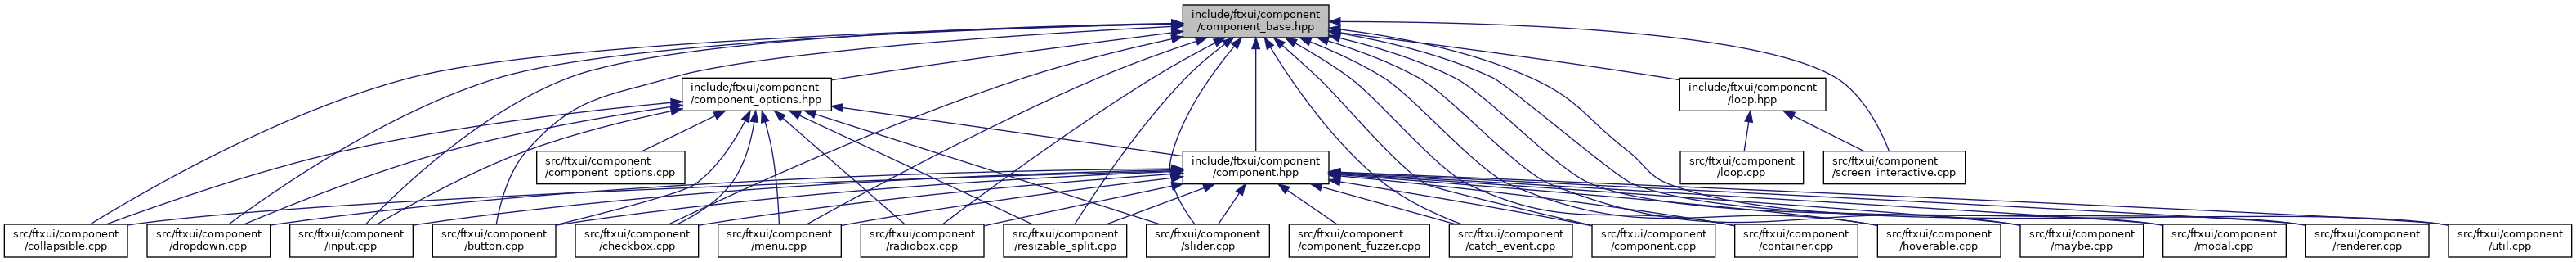 include/ftxui/component
/component_base.hpp
include/ftxui/component
/component_options.hpp
include/ftxui/component
/loop.hpp
src/ftxui/component
/component_options.cpp
include/ftxui/component
/component.hpp
src/ftxui/component
/loop.cpp
src/ftxui/component
/screen_interactive.cpp
src/ftxui/component
/collapsible.cpp
src/ftxui/component
/dropdown.cpp
src/ftxui/component
/input.cpp
src/ftxui/component
/button.cpp
src/ftxui/component
/checkbox.cpp
src/ftxui/component
/menu.cpp
src/ftxui/component
/radiobox.cpp
src/ftxui/component
/resizable_split.cpp
src/ftxui/component
/slider.cpp
src/ftxui/component
/component_fuzzer.cpp
src/ftxui/component
/catch_event.cpp
src/ftxui/component
/component.cpp
src/ftxui/component
/container.cpp
src/ftxui/component
/hoverable.cpp
src/ftxui/component
/maybe.cpp
src/ftxui/component
/modal.cpp
src/ftxui/component
/renderer.cpp
src/ftxui/component
/util.cpp